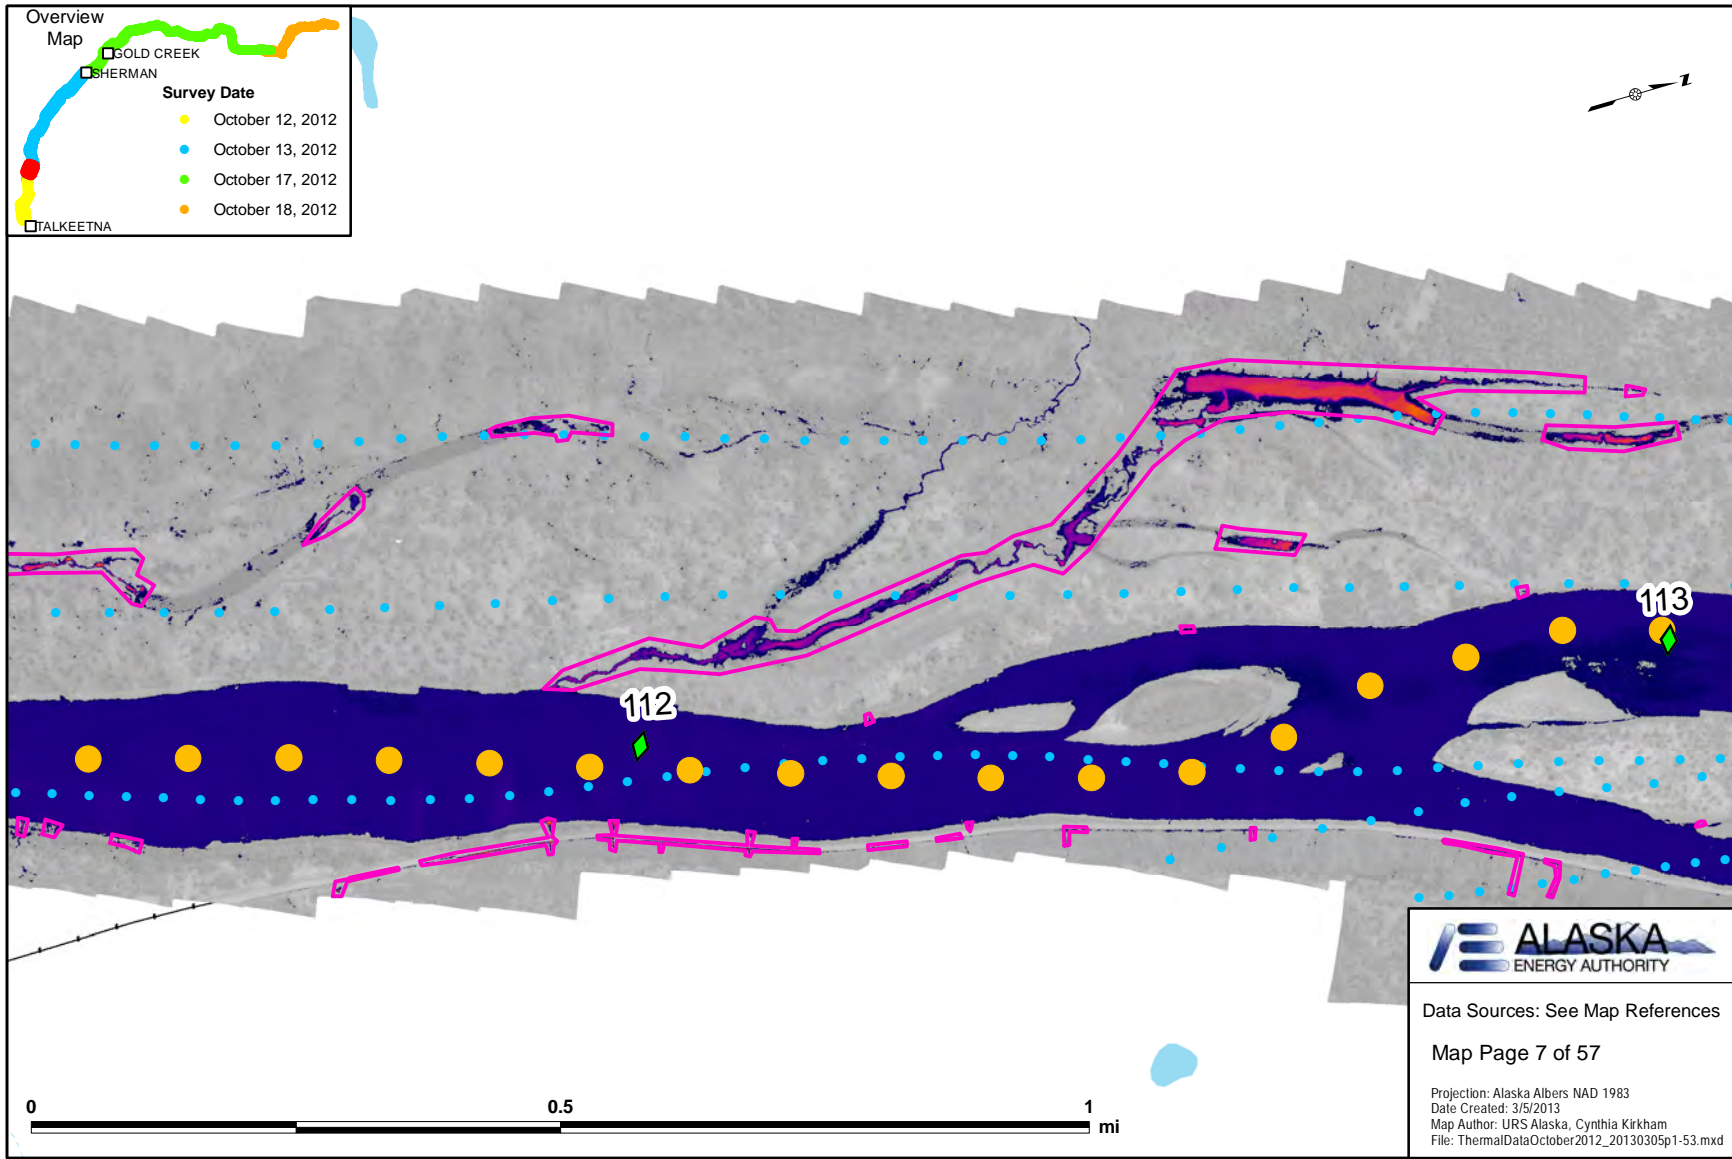 Overview
Map
GOLD CREEK
SHERMAN
Survey Date
October 12, 2012
October 13, 2012
October 17, 2012
October 18, 2012
TALKEETNA
Z
113
112
ALASKA
ENERGY AUTHORITY
Data Sources: See Map References
Map Page 7 of 57
Projection: Alaska Albers NAD 1983
Date Created: 3/5/2013
Map Author: URS Alaska, Cynthia Kirkham
File: ThermalDataOctober2012_20130305p1-53.mxd
0 0.5 1
mi